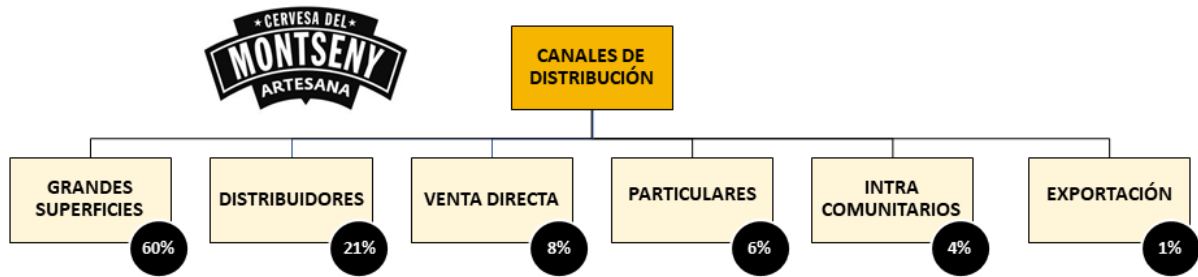 ★ CERVESA DEL ★
MONTSENY
ARTESANA
CANALES DE
DISTRIBUCIÓN
GRANDES
SUPERFICIES
60%
DISTRIBUIDORES
21%
VENTA DIRECTA
8%
PARTICULARES
6%
INTRA
COMUNITARIOS
4%
EXPORTACIÓN
1%